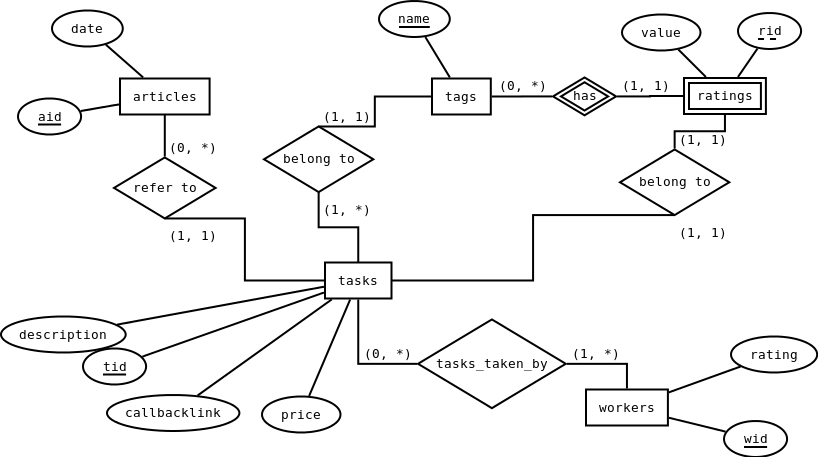 name
date
value
rid
(0, *)
(1, 1)
articles
tags
has
ratings
aid
(1, 1)
(0, *)
(1, 1)
belong to
belong to
refer to
(1, *)
(1, 1)
(1, 1)
tasks
description
(0, *)
(1, *)
rating
tid
tasks_taken_by
callbacklink
price
workers
wid